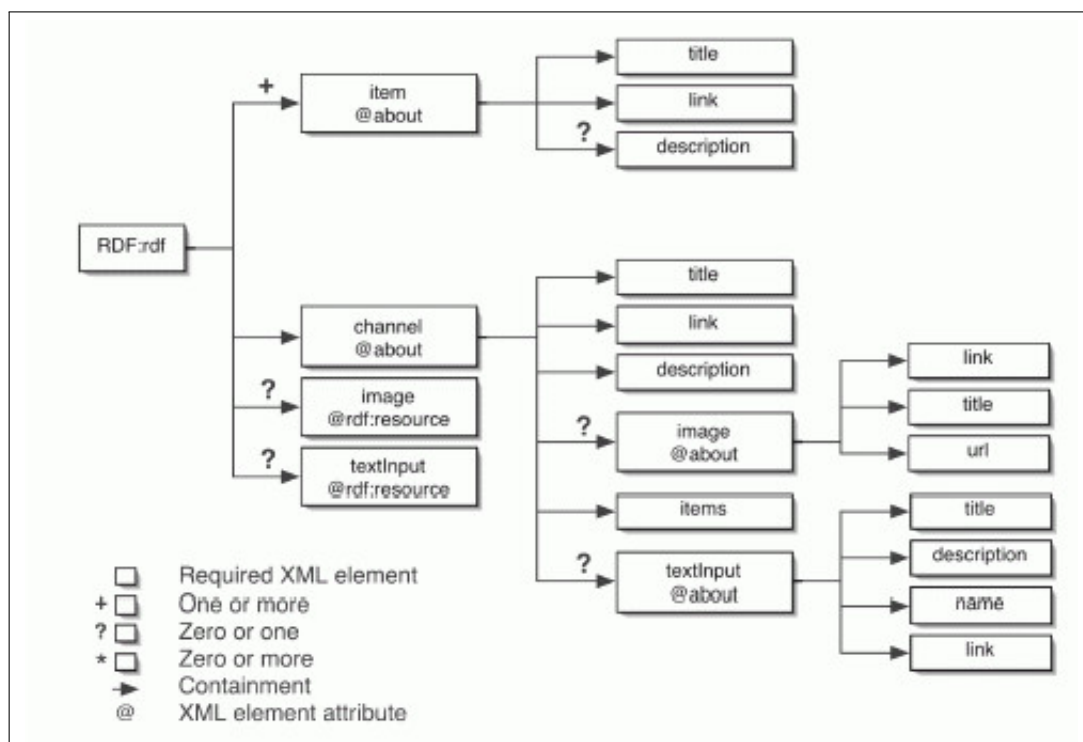 title
+
item
@about
link
?
description
RDF:rdf
title
channel
@about
link
description
link
?
image
@rdf:resource
?
image
@about
title
url
?
textInput
@rdf:resource
items
title
?
textInput
@about
description
name
link
Required XML element
+ One or more
? Zero or one
* Zero or more
Containment
@ XML element attribute